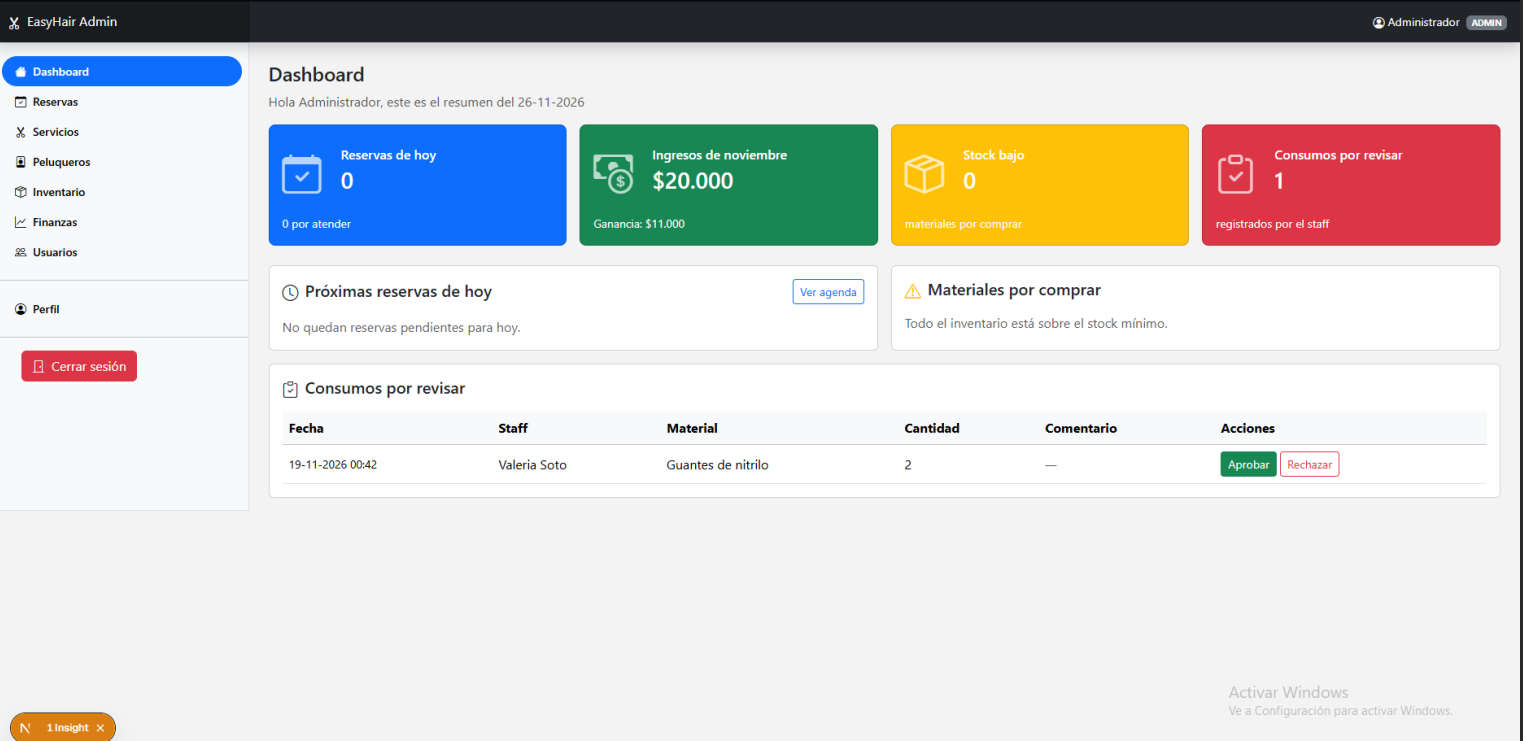 EasyHair Admin
Administrador ADMIN
Dashboard
Reservas
Servicios
Peluqueros
Inventario
Finanzas
Usuarios
Perfil
Cerrar sesión
Dashboard
Hola Administrador, este es el resumen del 26-11-2026
Reservas de hoy
0
0 por atender
Ingresos de noviembre
$20.000
Ganancia: $11.000
Stock bajo
0
materiales por comprar
Consumos por revisar
1
registrados por el staff
Próximas reservas de hoy
Ver agenda
No quedan reservas pendientes para hoy.
Materiales por comprar
Todo el inventario está sobre el stock mínimo.
Consumos por revisar
Fecha Staff Material Cantidad Comentario Acciones
19-11-2026 00:42 Valeria Soto Guantes de nitrilo 2 — Aprobar Rechazar
Activar Windows
Ve a Configuración para activar Windows.
N 1 Insight ×